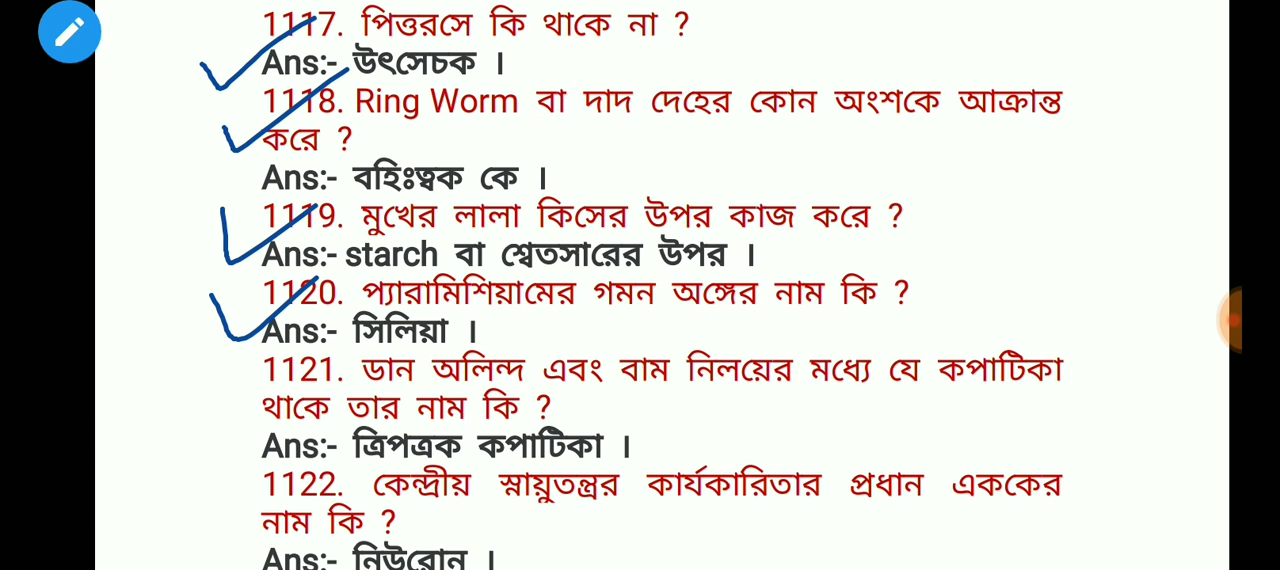 1117. পিত্তরসে কি থাকে না ?
Ans:- উৎসেচক ।
1118. Ring Worm বা দাদ দেহের কোন অংশকে আক্রান্ত
করে ?
Ans:- বহিঃত্বক কে ।
1119. মুখের লালা কিসের উপর কাজ করে ?
Ans:- starch বা শ্বেতসারের উপর ।
1120. প্যারামিশিয়ামের গমন অঙ্গের নাম কি ?
Ans:- সিলিয়া ।
1121. ডান অলিন্দ এবং বাম নিলয়ের মধ্যে যে কপাটিকা
থাকে তার নাম কি ?
Ans:- ত্রিপত্রক কপাটিকা ।
1122. কেন্দ্রীয় স্নায়ুতন্ত্রর কার্যকারিতার প্রধান এককের
নাম কি ?
Ans:- নিউরোন ।